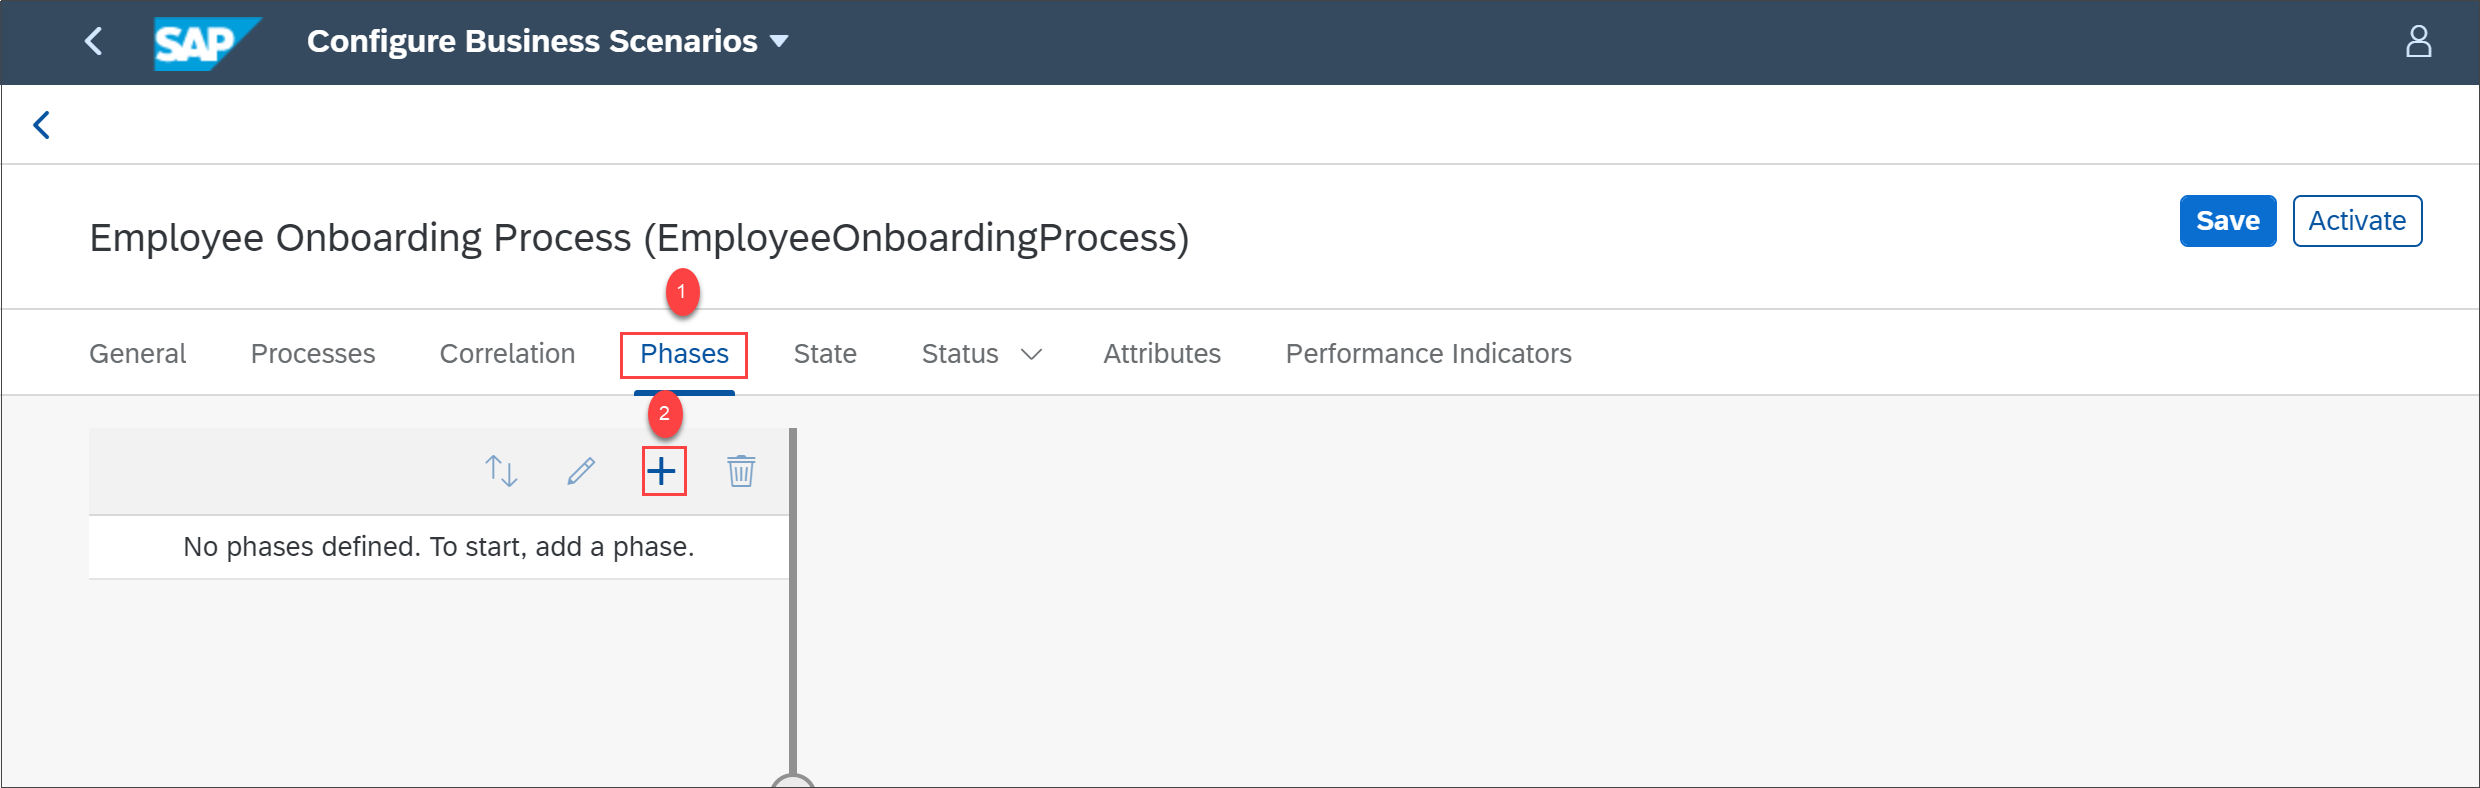 SAP Configure Business Scenarios
Employee Onboarding Process (EmployeeOnboardingProcess)
Save Activate
1
General Processes Correlation Phases State Status Attributes Performance Indicators
2
No phases defined. To start, add a phase.